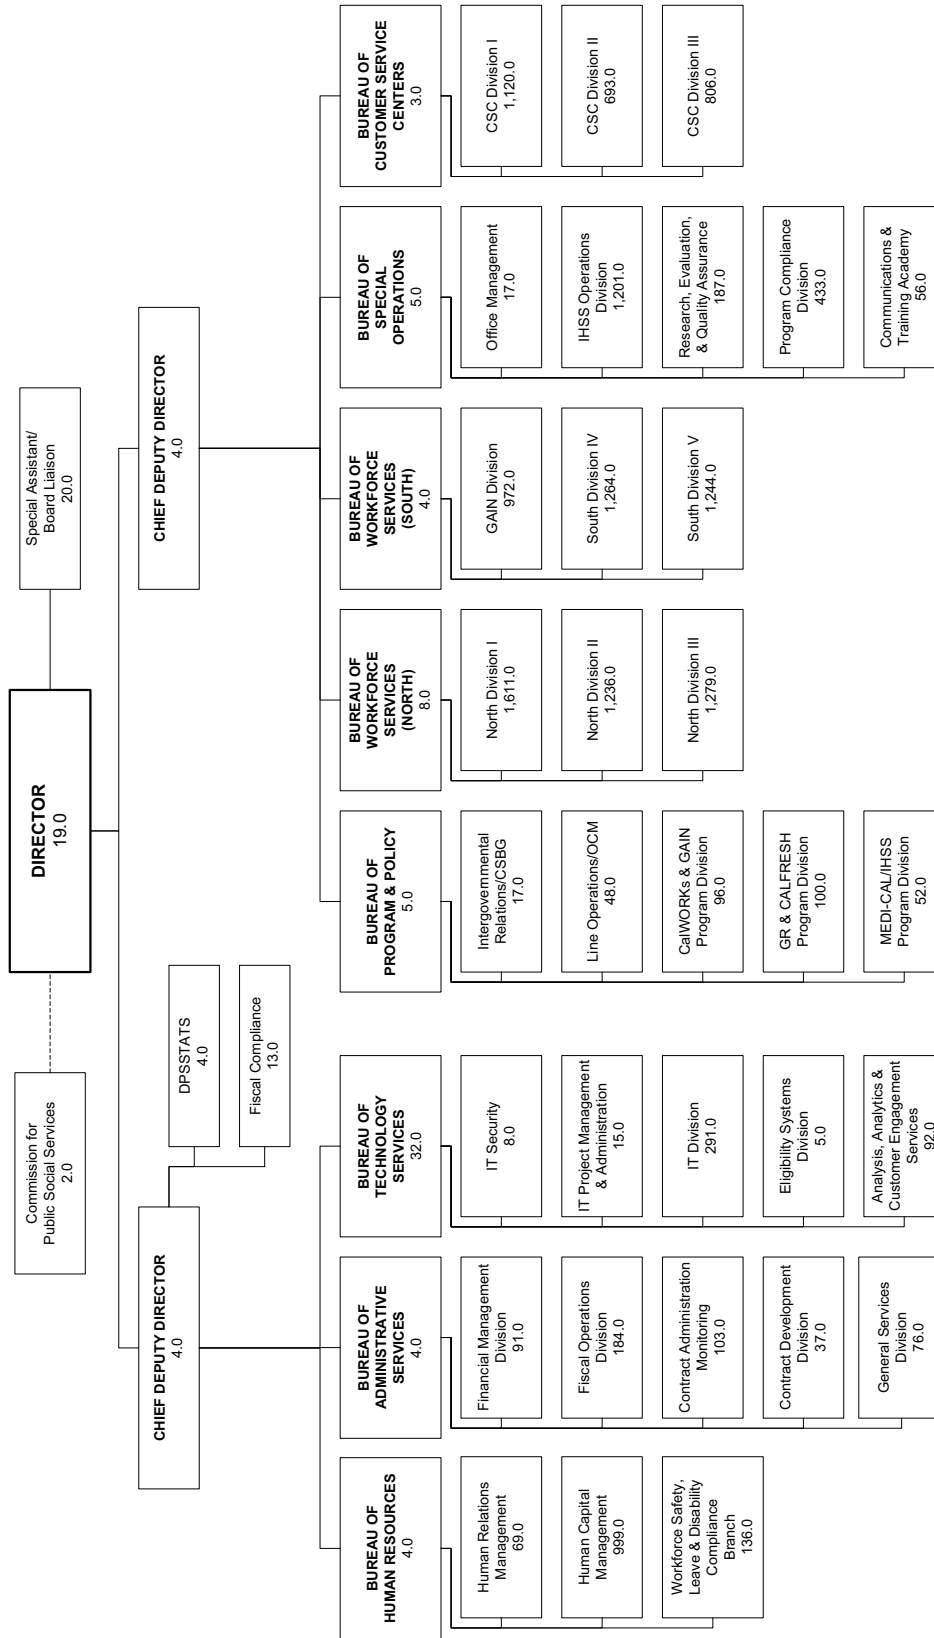 DIRECTOR
19.0
Commission for
Public Social Services
2.0
Special Assistant/
Board Liaison
20.0
CHIEF DEPUTY DIRECTOR
4.0
DPSSTATS
4.0
Fiscal Compliance
13.0
CHIEF DEPUTY DIRECTOR
4.0
BUREAU OF
HUMAN RESOURCES
4.0
Human Relations
Management
69.0
Human Capital
Management
999.0
Workforce Safety,
Leave & Disability
Compliance
Branch
136.0
BUREAU OF
ADMINISTRATIVE
SERVICES
4.0
Financial Management
Division
91.0
Fiscal Operations
Division
184.0
Contract Administration
Monitoring
103.0
Contract Development
Division
37.0
General Services
Division
76.0
BUREAU OF
TECHNOLOGY
SERVICES
32.0
IT Security
8.0
IT Project Management
& Administration
15.0
IT Division
291.0
Eligibility Systems
Division
5.0
Analysis, Analytics &
Customer Engagement
Services
92.0
BUREAU OF
PROGRAM & POLICY
5.0
Intergovernmental
Relations/CSBG
17.0
Line Operations/OCM
48.0
CalWORKs & GAIN
Program Division
96.0
GR & CALFRESH
Program Division
100.0
MEDI-CAL/IHSS
Program Division
52.0
BUREAU OF
WORKFORCE
SERVICES
(NORTH)
8.0
North Division I
1,611.0
North Division II
1,236.0
North Division III
1,279.0
BUREAU OF
WORKFORCE
SERVICES
(SOUTH)
4.0
GAIN Division
972.0
South Division IV
1,264.0
South Division V
1,244.0
BUREAU OF
SPECIAL
OPERATIONS
5.0
Office Management
17.0
IHSS Operations
Division
1,201.0
Research, Evaluation,
& Quality Assurance
187.0
Program Compliance
Division
433.0
Communications &
Training Academy
56.0
BUREAU OF
CUSTOMER SERVICE
CENTERS
3.0
CSC Division I
1,120.0
CSC Division II
693.0
CSC Division III
806.0